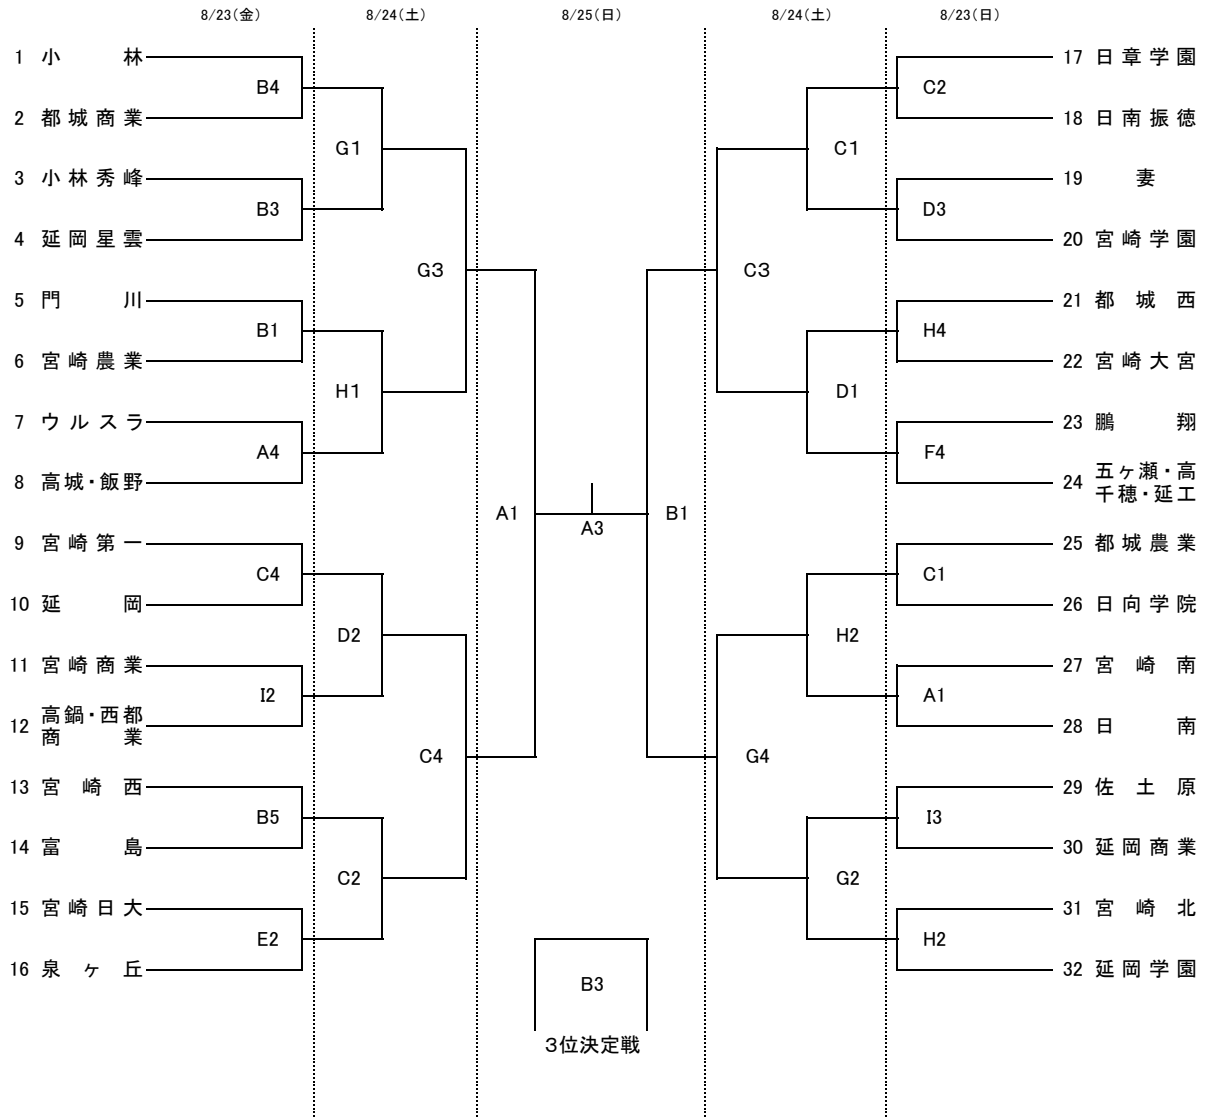 8/23(金) 8/24(土) 8/25(日) 8/24(土) 8/23(日)
1 小林
B4
2 都城商業
G1
3 小林秀峰
B3
4 延岡星雲
G3
5 門川
B1
6 宮崎農業
H1
7 ウルスラ
A4
8 高城・飯野
A1
9 宮崎第一
C4
10 延岡
D2
11 宮崎商業
I2
12 高鍋・西都
商業
C4
13 宮崎西
B5
14 富島
C2
15 宮崎日大
E2
16 泉ヶ丘
A3
B3
3位決定戦
17 日章学園
C2
18 日南振徳
C1
19 妻
D3
20 宮崎学園
C3
21 都城西
H4
22 宮崎大宮
D1
23 鵬翔
F4
24 五ヶ瀬・高
千穂・延工
B1
25 都城農業
C1
26 日向学院
H2
27 宮崎南
A1
28 日南
G4
29 佐土原
I3
30 延岡商業
G2
31 宮崎北
H2
32 延岡学園